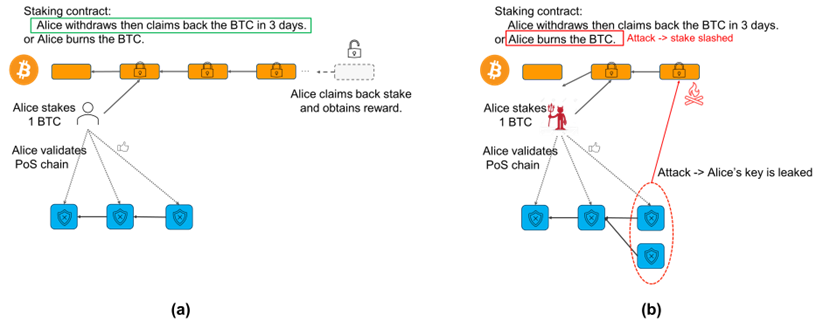 Staking contract:
Alice withdraws then claims back the BTC in 3 days.
or Alice burns the BTC.
Alice claims back stake
and obtains reward.
Alice stakes
1 BTC
Alice validates
PoS chain
(a)
Staking contract:
Alice withdraws then claims back the BTC in 3 days.
or Alice burns the BTC. Attack -> stake slashed
Alice stakes
1 BTC
Alice validates
PoS chain
Attack -> Alice's key is leaked
(b)